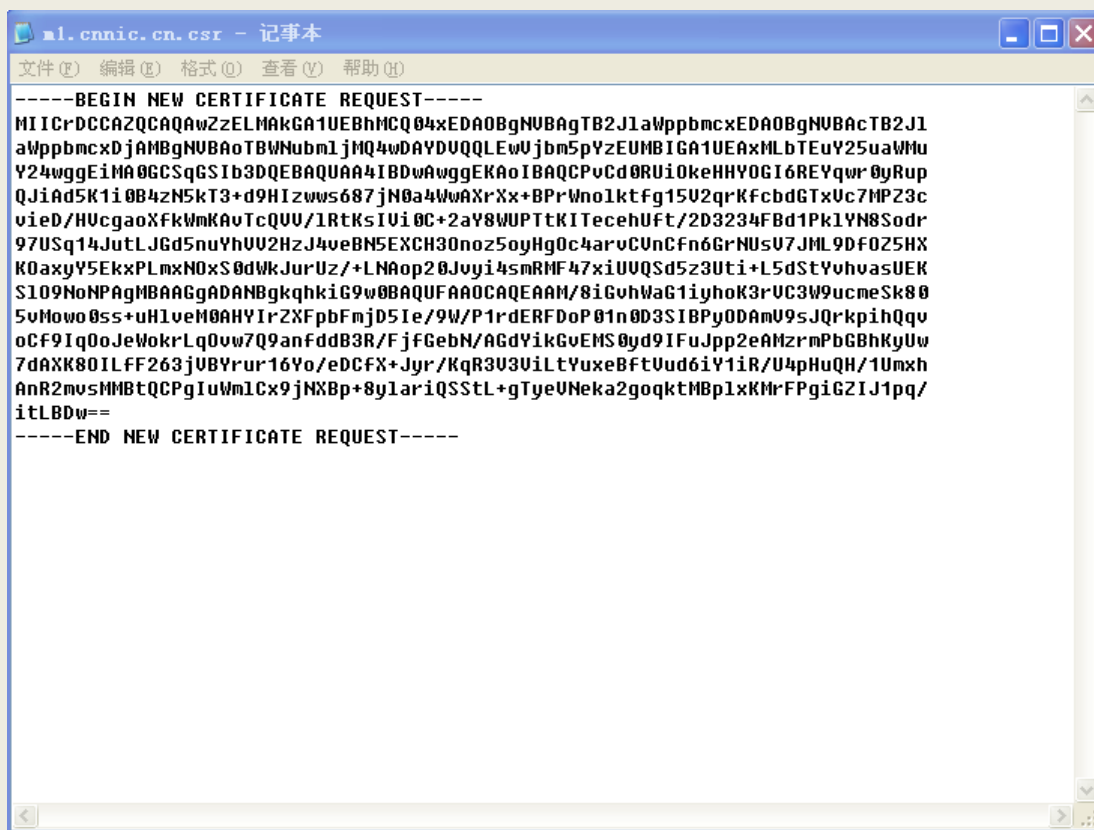 m1.cnnic.cn.csr - 记事本
文件(F) 编辑(E) 格式(O) 查看(V) 帮助(H)
-----BEGIN NEW CERTIFICATE REQUEST-----
MIICrDCCAZQCAQAwZzELMAkGA1UEBhMCQ04xEDAOBgNVBAgTB2JlaWppbmcxEDAOBgNVBAcTB2Jl
aWppbmcxDjAMBgNVBAoTBWNubmljMQ4wDAYDVQQLEwVjbm5pYzEUMBIGA1UEAxMLbTEuY25uaWMu
Y24wggEiMA0GCSqGSIb3DQEBAQUAA4IBDwAwggEKAoIBAQCPvCd0RUiOkeHHYOGI6REYqwr0yRup
QJiAd5K1i0B4zN5kT3+d9HIzwws687jN0a4WwAXrXx+BPrWnolktfg15V2qrKfcbdGTxVc7MPZ3c
vieD/HVcgaoXfkWmKAvTcQVV/lRtKsIVi0C+2aY8WUPTtKITecehUft/2D3234FBd1PklYN8Sodr
97USq14JutLJGd5nuYhVV2HzJ4veBN5EXCH3Onoz5oyHgOc4arvCVnCfn6GrNUsV7JML9DfOZ5HX
KOaxyY5EkxPLmxNOxS0dWkJurUz/+LNAop20Jvyi4smRMF47xiUVQSd5z3Uti+L5dStYvhvasUEK
SlO9NoNPAgMBAAGgADANBgkqhkiG9w0BAQUFAAOCAQEAAM/8iGvhWaG1iyhoK3rVC3W9ucmeSk80
5vMowo0ss+uHlveM0AHYIrZXFpbFmjD5Ie/9W/P1rdERFDoP01n0D3SIBPyODAmV9sJQrkpihQqv
oCf9IqOoJeWokrLqOvw7Q9anfddB3R/FjfGebN/AGdYikGvEMS0yd9IFuJpp2eAMzrmPbGBhKyUw
7dAXK8OILfF263jVBYrur16Yo/eDCfX+Jyr/KqR3V3ViLtYuxeBftVud6iY1iR/U4pHuQH/1Umxh
AnR2mvsMMBtQCPgIuWmlCx9jNXBp+8ylariQSStL+gTyeVNeka2goqktMBplxKMrFPgiGZIJ1pq/
itLBDw==
-----END NEW CERTIFICATE REQUEST-----